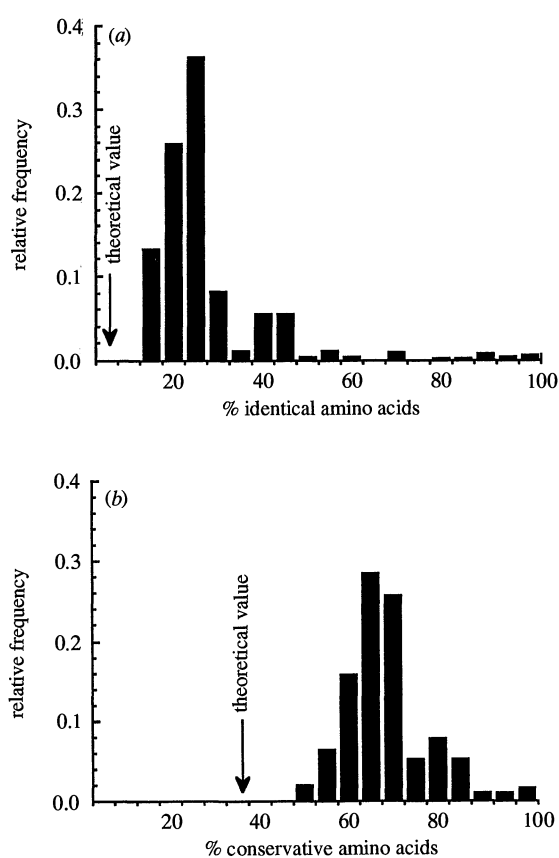 (a)
relative frequency
0.4
0.3
0.2
0.1
0.0
theoretical value
20 40 60 80 100
% identical amino acids
(b)
relative frequency
0.4
0.3
0.2
0.1
0.0
theoretical value
20 40 60 80 100
% conservative amino acids